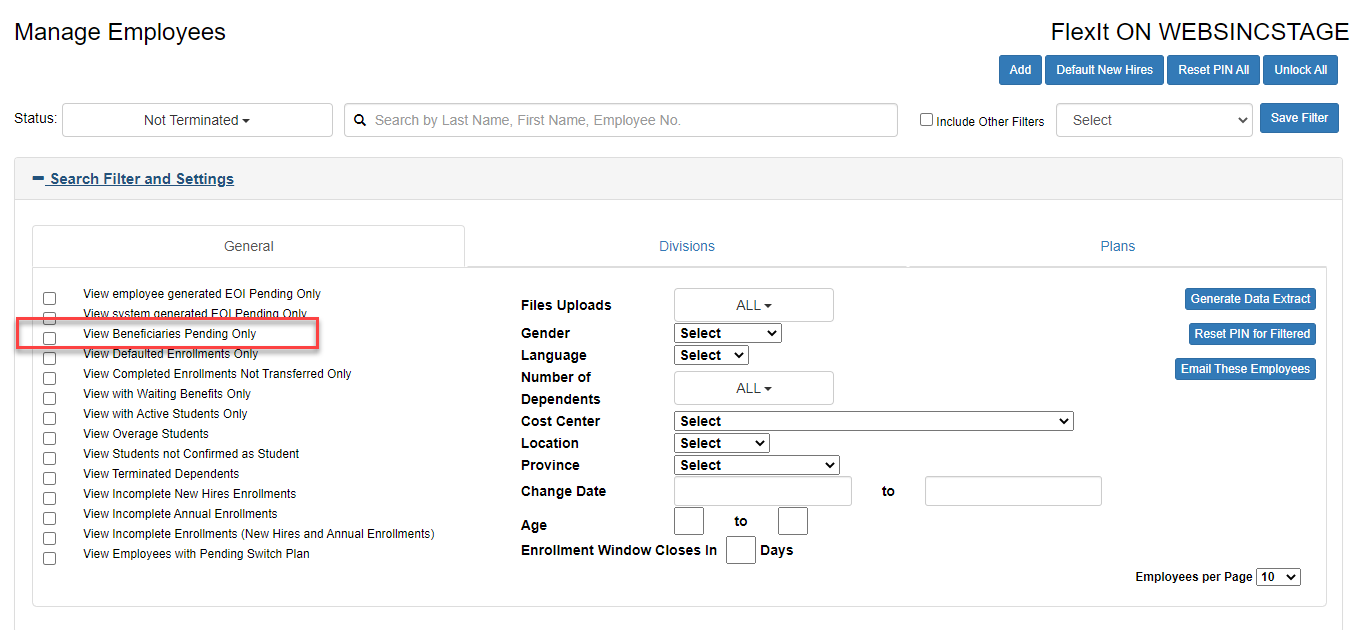 Manage Employees
FlexIt ON WEBSINCSTAGE
Add
Default New Hires
Reset PIN All
Unlock All
Status:
Not Terminated
Search by Last Name, First Name, Employee No.
Include Other Filters
Select
Save Filter
Search Filter and Settings
General
Divisions
Plans
View employee generated EOI Pending Only
View system generated EOI Pending Only
View Beneficiaries Pending Only
View Defaulted Enrollments Only
View Completed Enrollments Not Transferred Only
View with Waiting Benefits Only
View with Active Students Only
View Overage Students
View Students not Confirmed as Student
View Terminated Dependents
View Incomplete New Hires Enrollments
View Incomplete Annual Enrollments
View Incomplete Enrollments (New Hires and Annual Enrollments)
View Employees with Pending Switch Plan
Files Uploads
ALL
Gender
Select
Language
Select
Number of
Dependents
ALL
Cost Center
Select
Location
Select
Province
Select
Change Date
to
Age
to
Enrollment Window Closes In
Days
Generate Data Extract
Reset PIN for Filtered
Email These Employees
Employees per Page
10